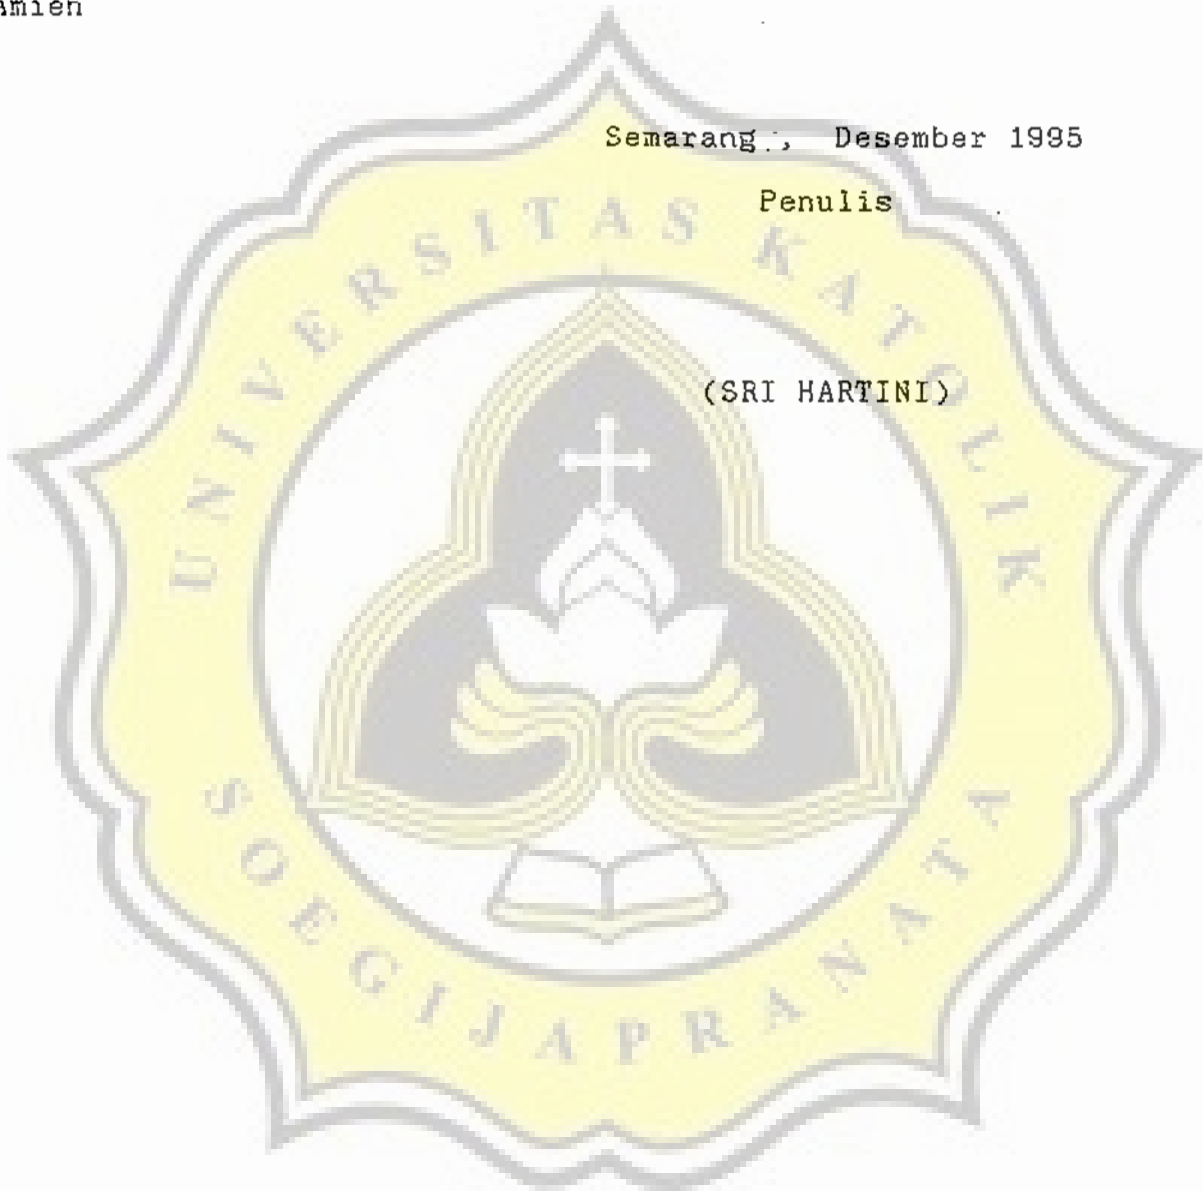 Amien
Semarang , Desember 1995
Penulis
(SRI HARTINI)
UNIVERSITAS KATOLIK
SOEGIJAPRANATA